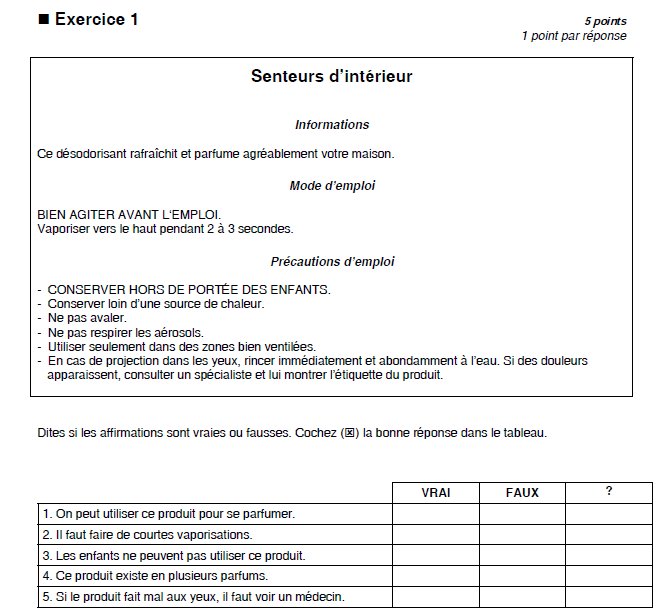 ■ Exercice 1
5 points
1 point par réponse
Senteurs d'intérieur
Informations
Ce désodorisant rafraîchit et parfume agréablement votre maison.
Mode d'emploi
BIEN AGITER AVANT L'EMPLOI.
Vaporiser vers le haut pendant 2 à 3 secondes.
Précautions d'emploi
- CONSERVER HORS DE PORTÉE DES ENFANTS.
- Conserver loin d'une source de chaleur.
- Ne pas avaler.
- Ne pas respirer les aérosols.
- Utiliser seulement dans des zones bien ventilées.
- En cas de projection dans les yeux, rincer immédiatement et abondamment à l'eau. Si des douleurs
apparaissent, consulter un spécialiste et lui montrer l'étiquette du produit.
Dites si les affirmations sont vraies ou fausses. Cochez (☒) la bonne réponse dans le tableau.
VRAI FAUX ?
1. On peut utiliser ce produit pour se parfumer.
2. Il faut faire de courtes vaporisations.
3. Les enfants ne peuvent pas utiliser ce produit.
4. Ce produit existe en plusieurs parfums.
5. Si le produit fait mal aux yeux, il faut voir un médecin.